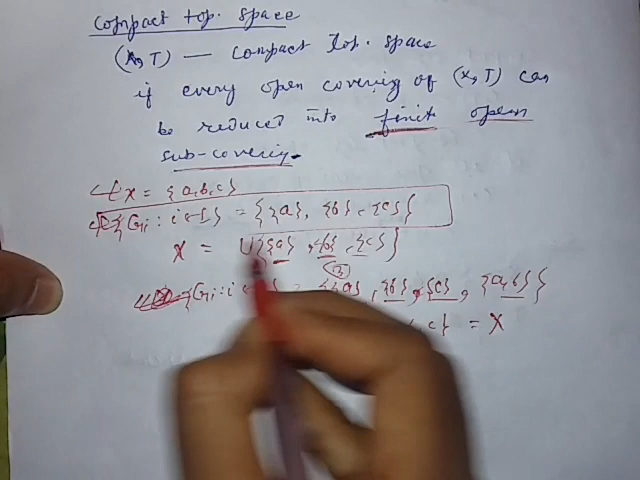 compact top. space
(X, T) — compact top. space
if every open covering of (X, T) can
be reduced into finite open
sub-covering.
X = {a, b, c}
{Gi : i ∈ I} = {{a}, {b}, {c}}
X = ∪{{a}, {b}, {c}}
{Gi : i {{a}, {b}, {c}, {a, b}}
c} = X